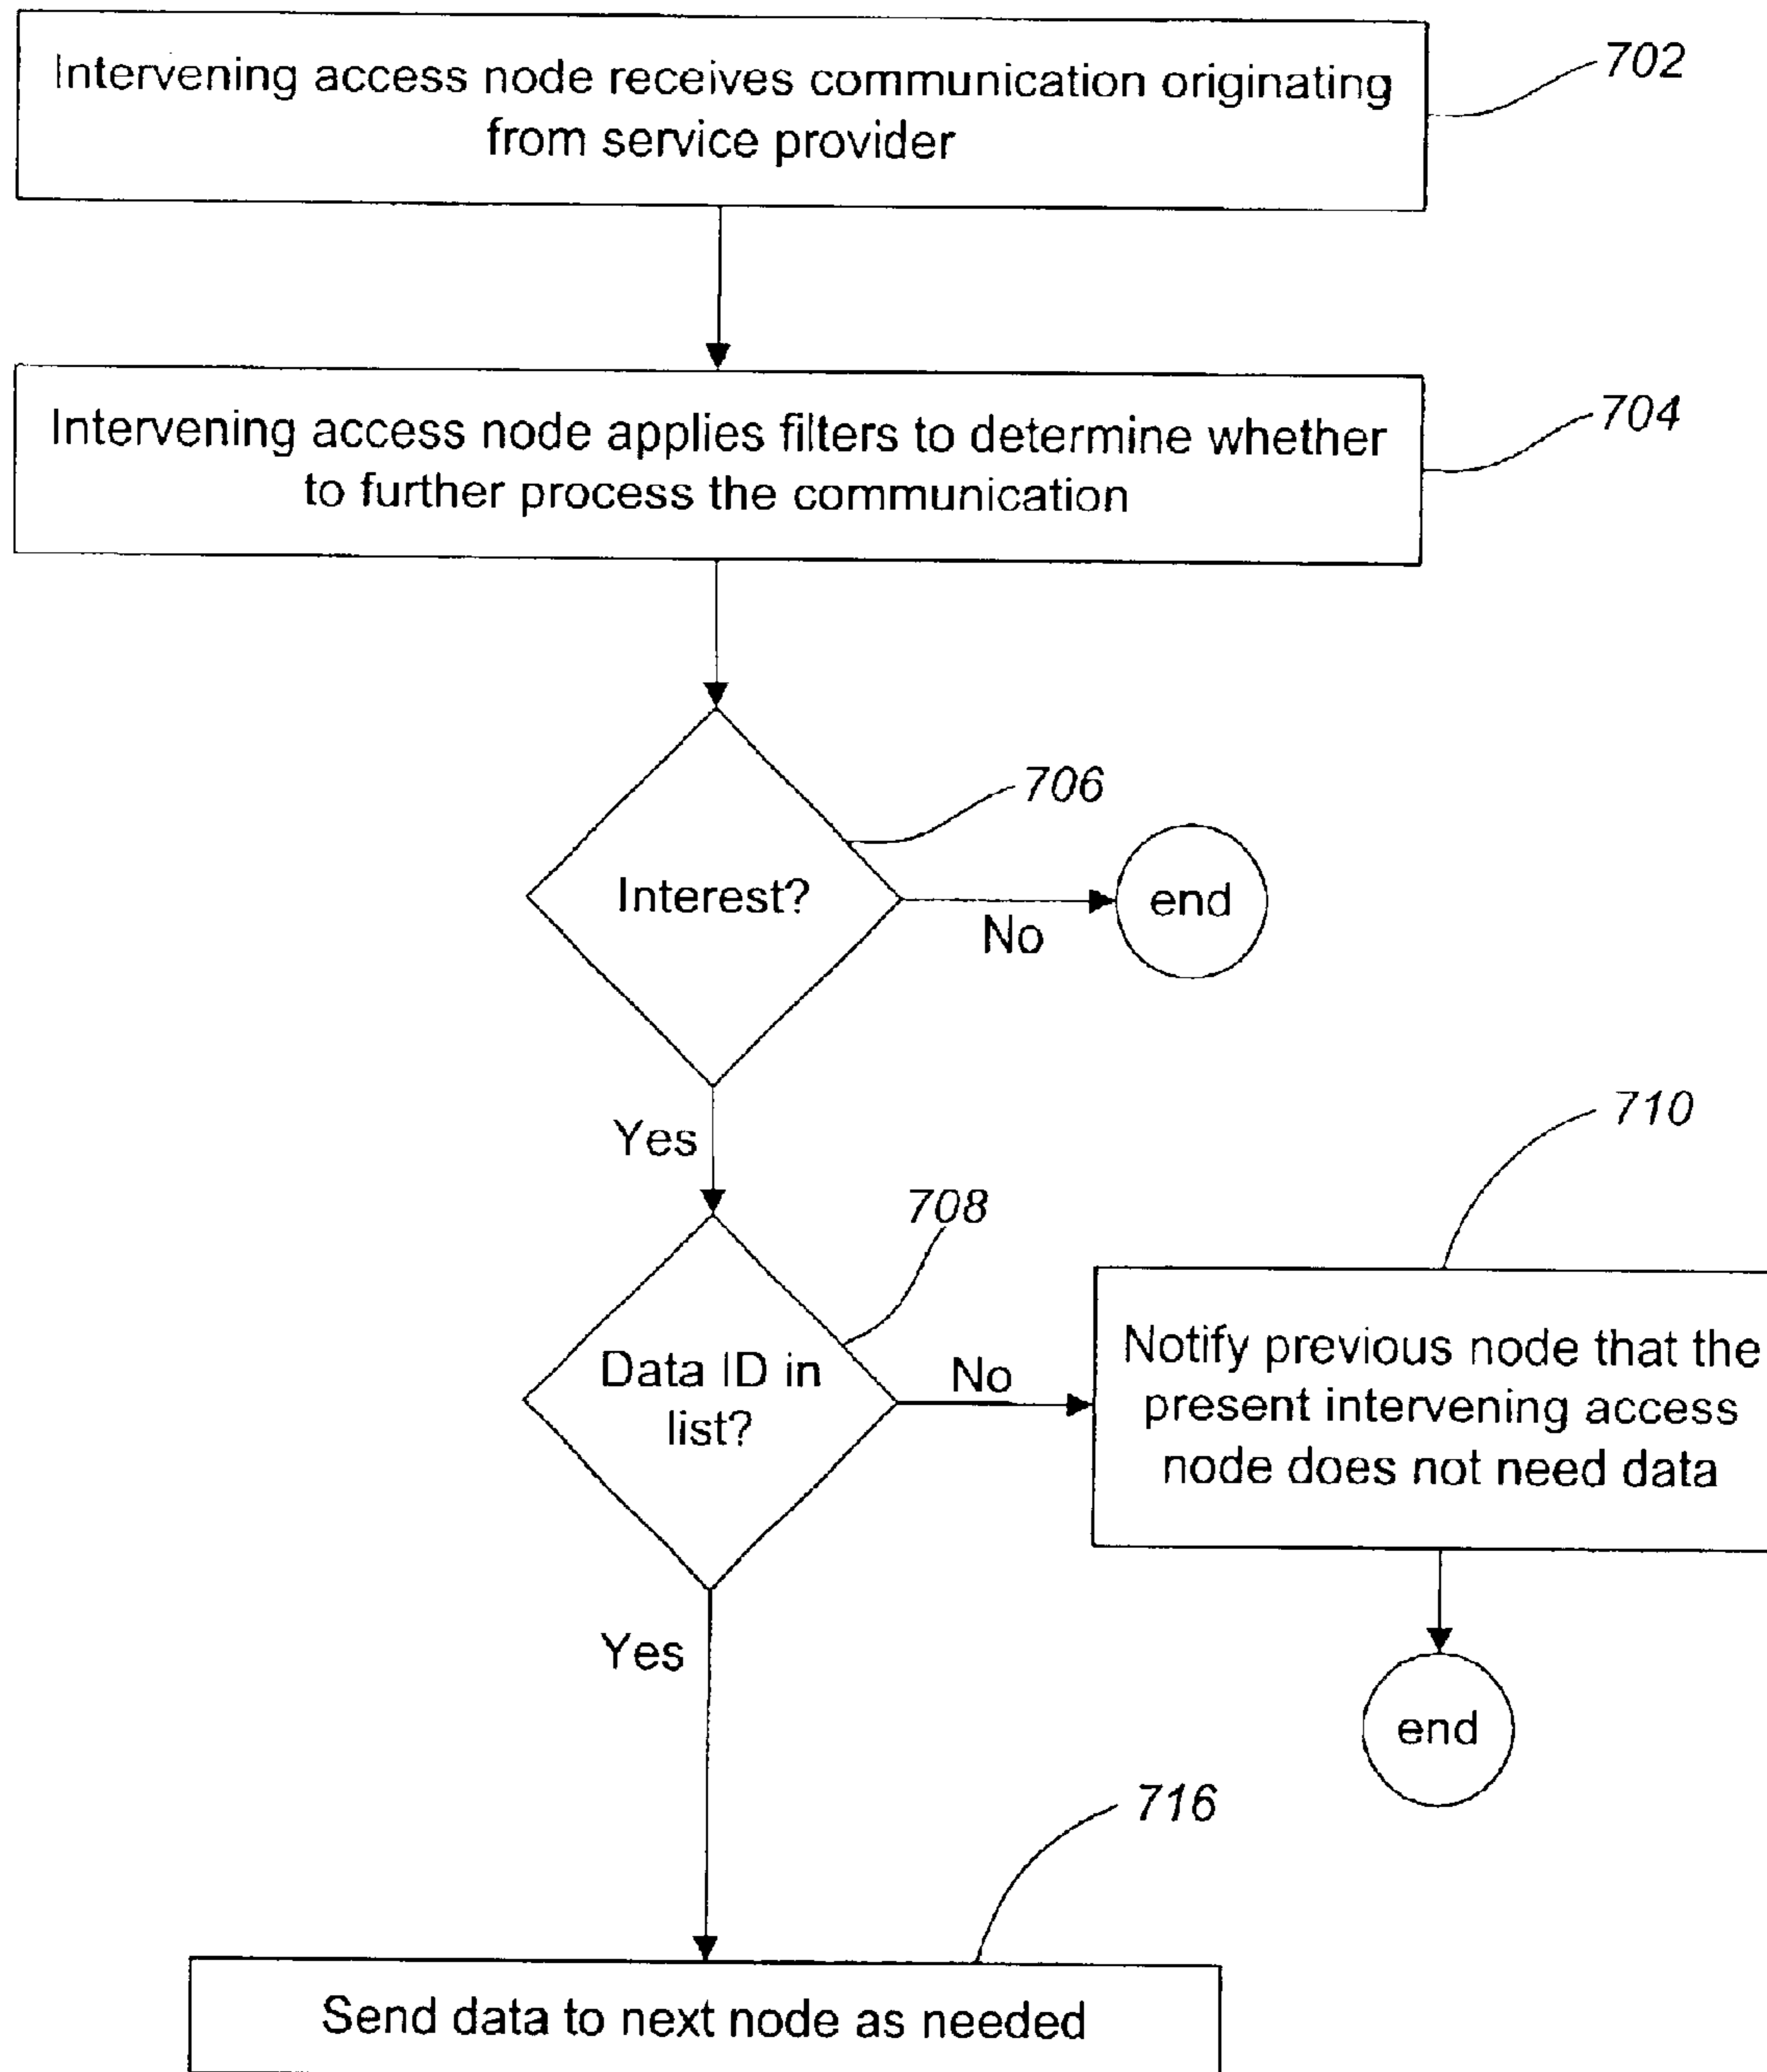 Intervening access node receives communication originating
from service provider
702
Intervening access node applies filters to determine whether
to further process the communication
704
706
Interest?
No
end
Yes
708
710
Data ID in
list?
No
Notify previous node that the
present intervening access
node does not need data
Yes
end
716
Send data to next node as needed